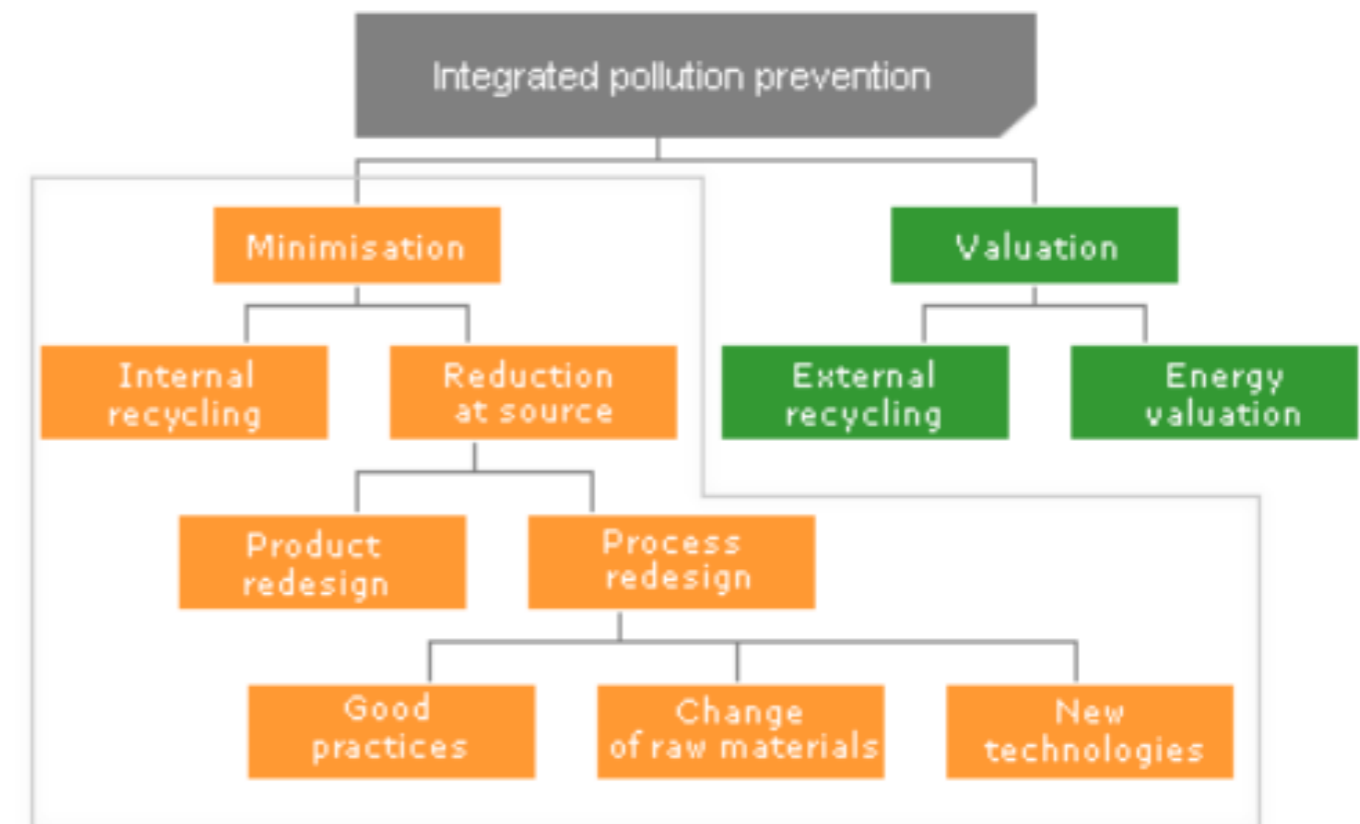 Integrated pollution prevention
Minimisation
Valuation
Internal
recycling
Reduction
at source
External
recycling
Energy
valuation
Product
redesign
Process
redesign
Good
practices
Change
of raw materials
New
technologies